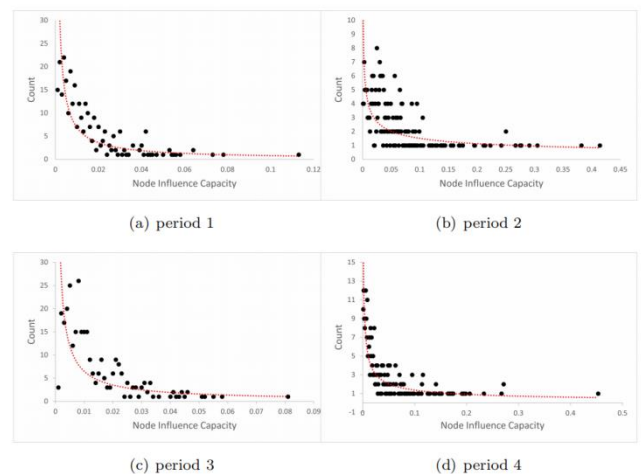 30
25
20
15
10
5
0
Count
0 0.02 0.04 0.06 0.08 0.1 0.12
Node Influence Capacity
(a) period 1
10
9
8
7
6
5
4
3
2
1
0
Count
0 0.05 0.1 0.15 0.2 0.25 0.3 0.35 0.4 0.45
Node Influence Capacity
(b) period 2
30
25
20
15
10
5
0
Count
0 0.01 0.02 0.03 0.04 0.05 0.06 0.07 0.08 0.09
Node Influence Capacity
(c) period 3
15
13
11
9
7
5
3
1
-1
Count
0 0.1 0.2 0.3 0.4 0.5
Node Influence Capacity
(d) period 4